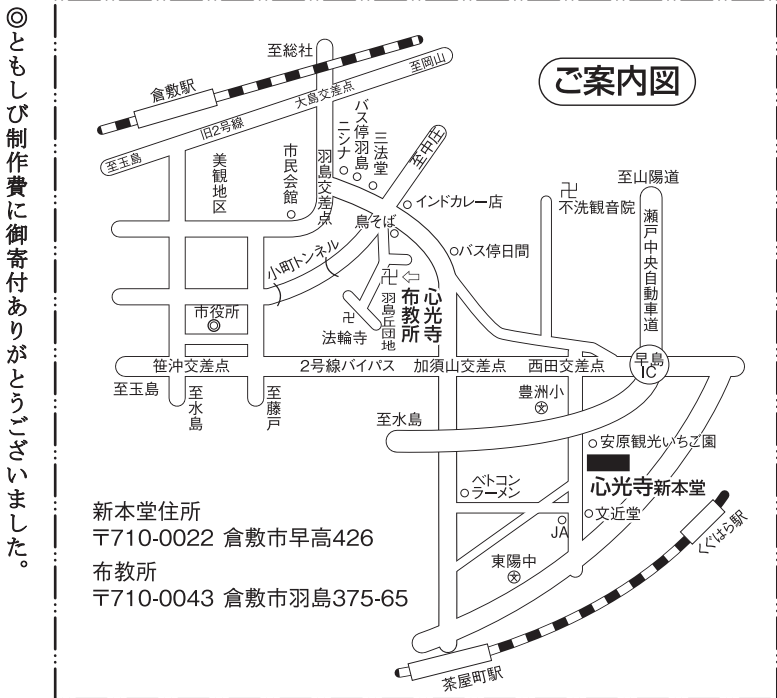 ◎ともしび制作費に御寄付ありがとうございました。
ご案内図
至総社
至岡山
倉敷駅
大島交差点
旧2号線
至玉島
美観地区
市民会館
羽島交差点
ニシナ
バス停羽島
三法堂
至中庄
インドカレー店
鳥そば
バス停日間
卍
不洗観音院
至山陽道
瀬戸中央自動車道
小町トンネル
市役所
卍
法輪寺
卍
羽島丘団地
⇦
心光寺
布教所
笹沖交差点
2号線バイパス
加須山交差点
西田交差点
早島
IC
至玉島
至水島
至藤戸
至水島
豊洲小
文
安原観光いちご園
心光寺新本堂
ベトコン
ラーメン
文近堂
JA
くぐはら駅
東陽中
文
茶屋町駅
新本堂住所
〒710-0022 倉敷市早高426
布教所
〒710-0043 倉敷市羽島375-65